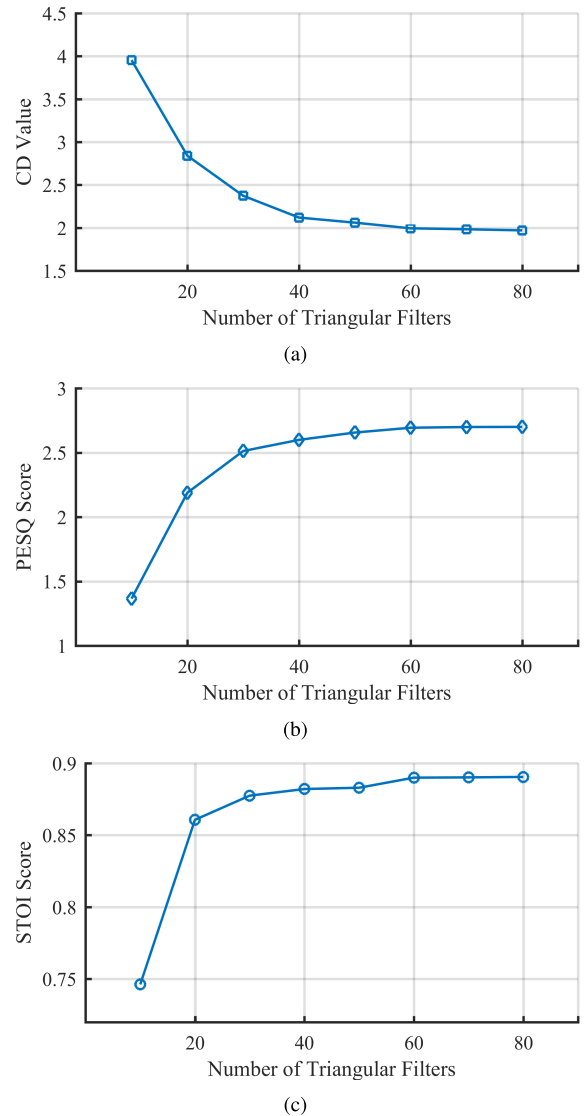 4.5
4
3.5
3
2.5
2
1.5
CD Value
20 40 60 80
Number of Triangular Filters
(a)
3
2.5
2
1.5
1
PESQ Score
20 40 60 80
Number of Triangular Filters
(b)
0.9
0.85
0.8
0.75
STOI Score
20 40 60 80
Number of Triangular Filters
(c)